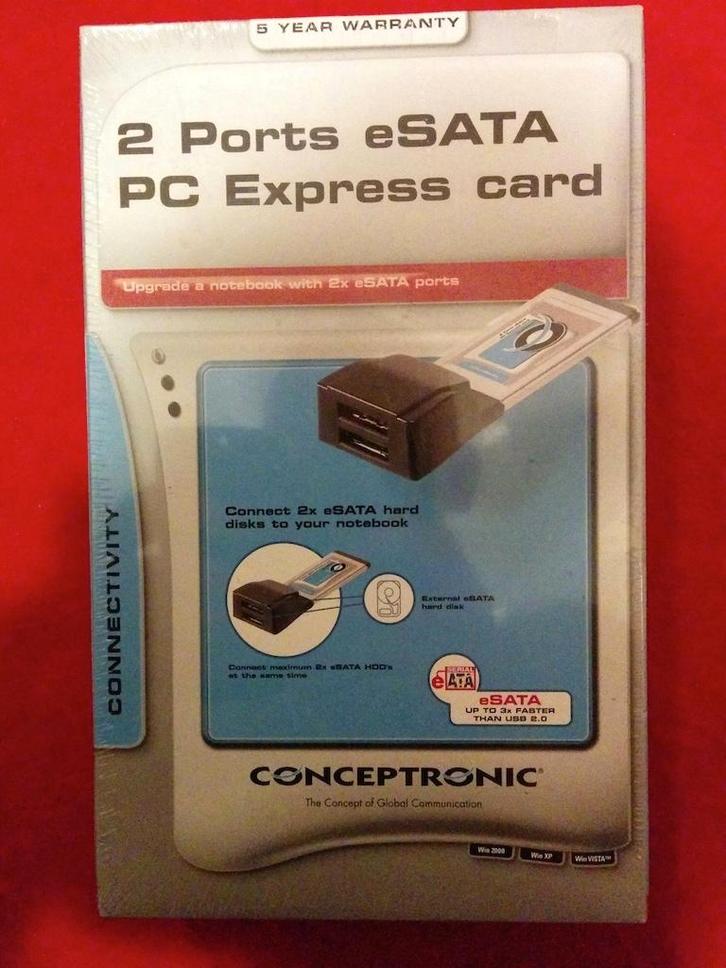 5 YEAR WARRANTY
2 Ports eSATA
PC Express card
Upgrade a notebook with 2x eSATA ports
CONNECTIVITY
Connect 2x eSATA hard
disks to your notebook
External eSATA
hard disk
Connect maximum 2x eSATA HDD's
at the same time
SERIAL
eATA
eSATA
UP TO 3x FASTER
THAN USB 2.0
CONCEPTRONIC®
The Concept of Global Communication
Win 2000
Win XP
Win VISTA™